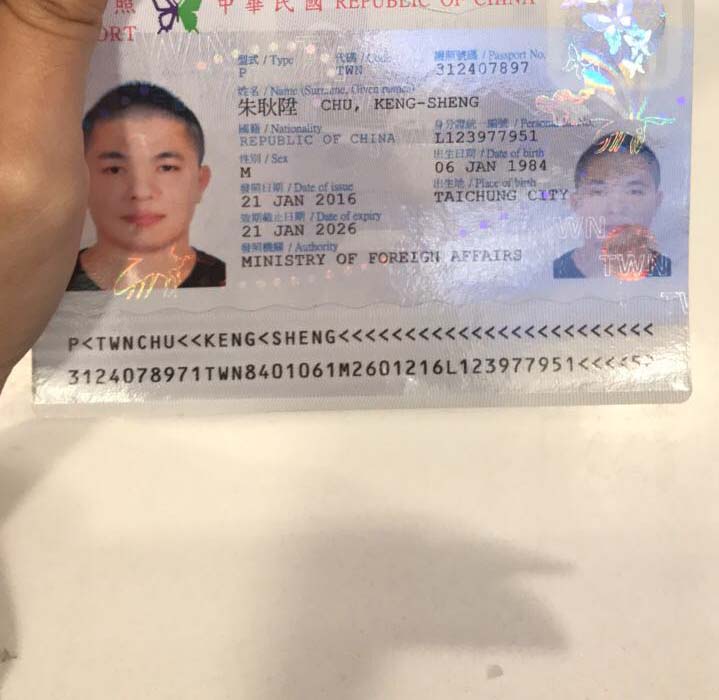 照 中華民國 REPUBLIC OF CHINA
ORT
型式 / Type 代碼 / Code 護照號碼 / Passport No.
P TWN 312407897
姓名 / Name (Surname, Given names)
朱耿陞 CHU, KENG-SHENG
國籍 / Nationality 身分證統一編號 / Personal
REPUBLIC OF CHINA L123977951
性別 / Sex 出生日期 / Date of birth
M 06 JAN 1984
發照日期 / Date of issue 出生地 / Place of birth
21 JAN 2016 TAICHUNG CITY
效期截止日期 / Date of expiry
21 JAN 2026
發照機關 / Authority
MINISTRY OF FOREIGN AFFAIRS
TWN
P<TWNCHU<<KENG<SHENG<<<<<<<<<<<<<<<<<<<<<<<<
3124078971TWN8401061M2601216L123977951<<<<5